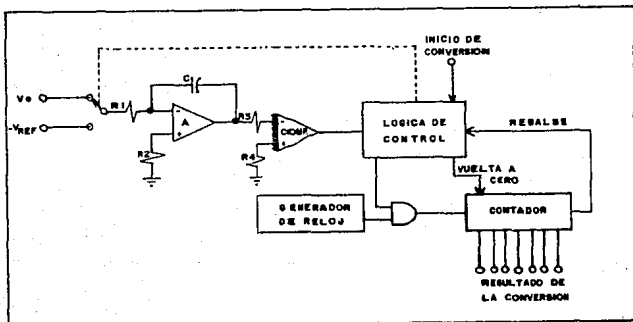 INICIO DE
CONVERSION
C
Ve
R1
R3
-VREF
A
COMP.
R2
R4
LOGICA DE
CONTROL
REBALSE
VUELTA A
CERO
GENERADOR
DE RELOJ
CONTADOR
RESULTADO DE
LA CONVERSION